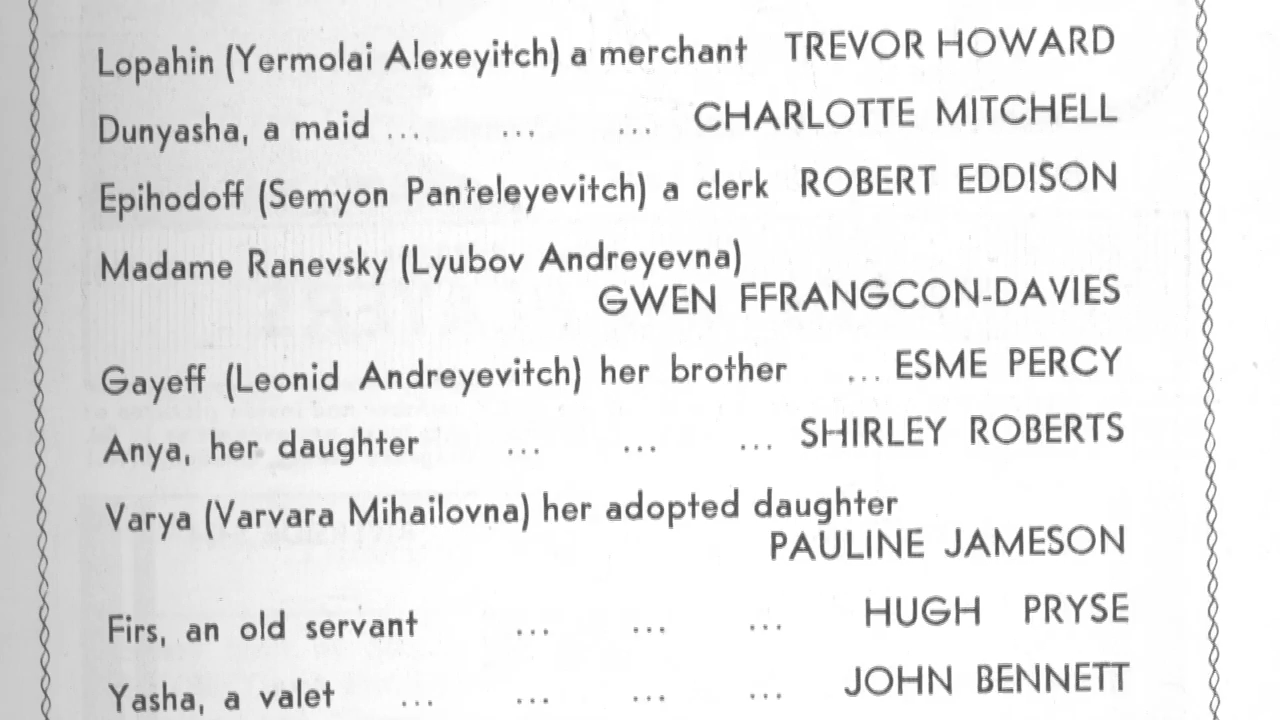 Lopahin (Yermolai Alexeyitch) a merchant TREVOR HOWARD
Dunyasha, a maid ... ... ... CHARLOTTE MITCHELL
Epihodoff (Semyon Panteleyevitch) a clerk ROBERT EDDISON
Madame Ranevsky (Lyubov Andreyevna)
GWEN FFRANGCON-DAVIES
Gayeff (Leonid Andreyevitch) her brother ... ESME PERCY
Anya, her daughter ... ... ... SHIRLEY ROBERTS
Varya (Varvara Mihailovna) her adopted daughter
PAULINE JAMESON
Firs, an old servant ... ... ... HUGH PRYSE
Yasha, a valet ... ... ... ... JOHN BENNETT